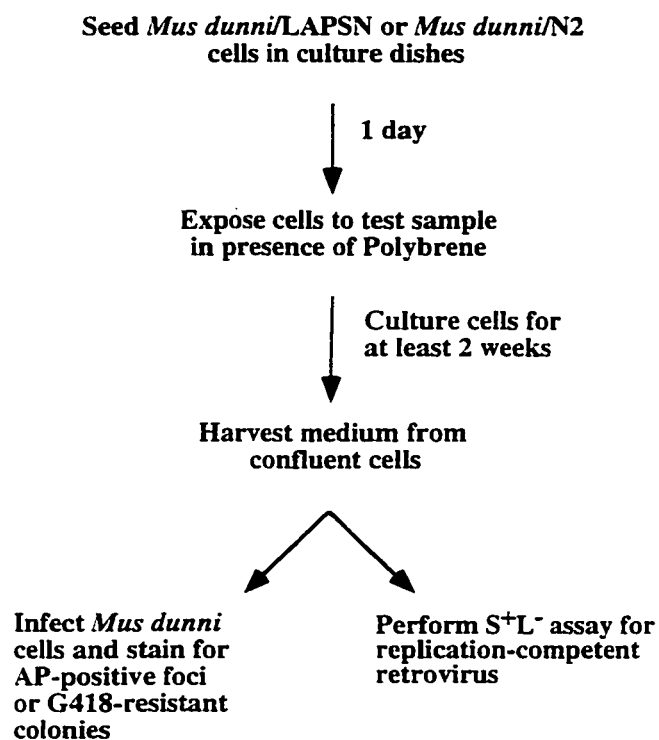 Seed Mus dunni/LAPSN or Mus dunni/N2
cells in culture dishes
1 day
Expose cells to test sample
in presence of Polybrene
Culture cells for
at least 2 weeks
Harvest medium from
confluent cells
Infect Mus dunni
cells and stain for
AP-positive foci
or G418-resistant
colonies
Perform S⁺L⁻ assay for
replication-competent
retrovirus